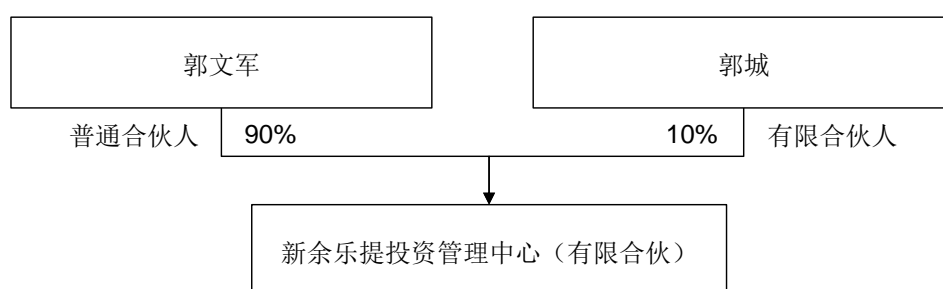 郭文军
郭城
普通合伙人 90%
10% 有限合伙人
新余乐提投资管理中心（有限合伙）